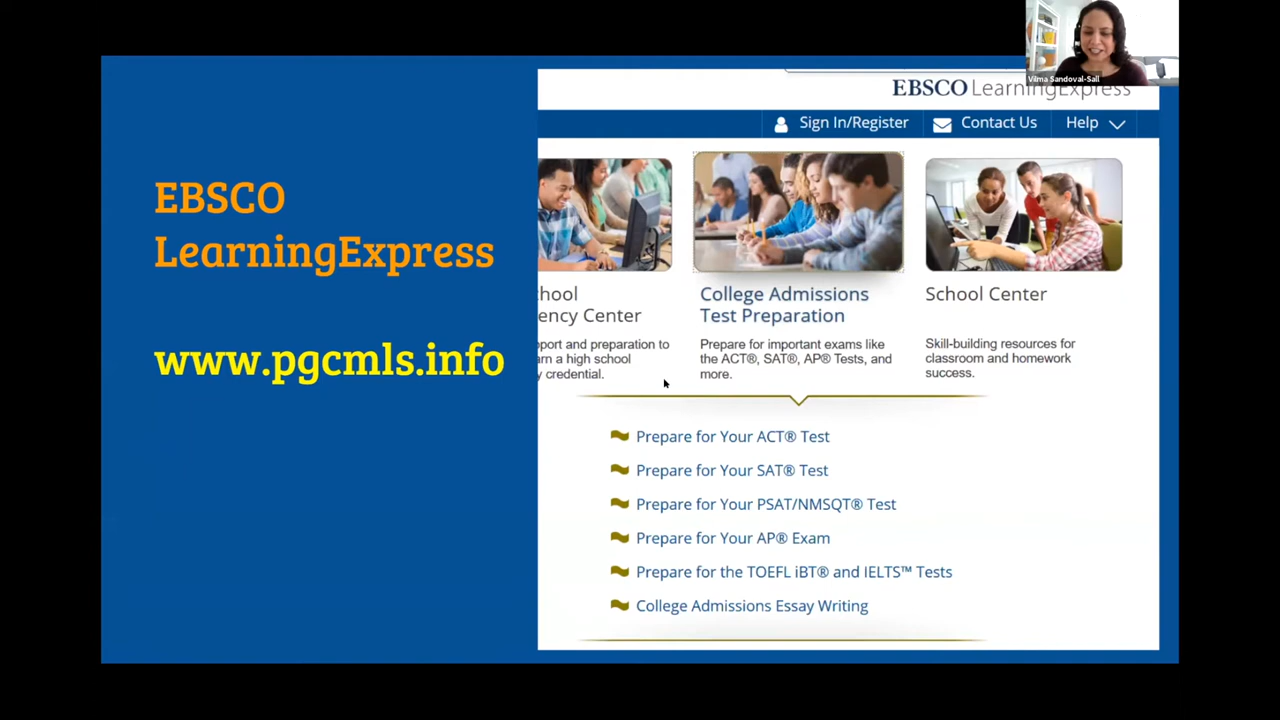 Vilma Sandoval-Sall
EBSCO
LearningExpress
www.pgcmls.info
EBSCO LearningExpress
Sign In/Register
Contact Us
Help
hool
ency Center
port and preparation to
arn a high school
y credential.
College Admissions
Test Preparation
Prepare for important exams like
the ACT®, SAT®, AP® Tests, and
more.
School Center
Skill-building resources for
classroom and homework
success.
Prepare for Your ACT® Test
Prepare for Your SAT® Test
Prepare for Your PSAT/NMSQT® Test
Prepare for Your AP® Exam
Prepare for the TOEFL iBT® and IELTS™ Tests
College Admissions Essay Writing